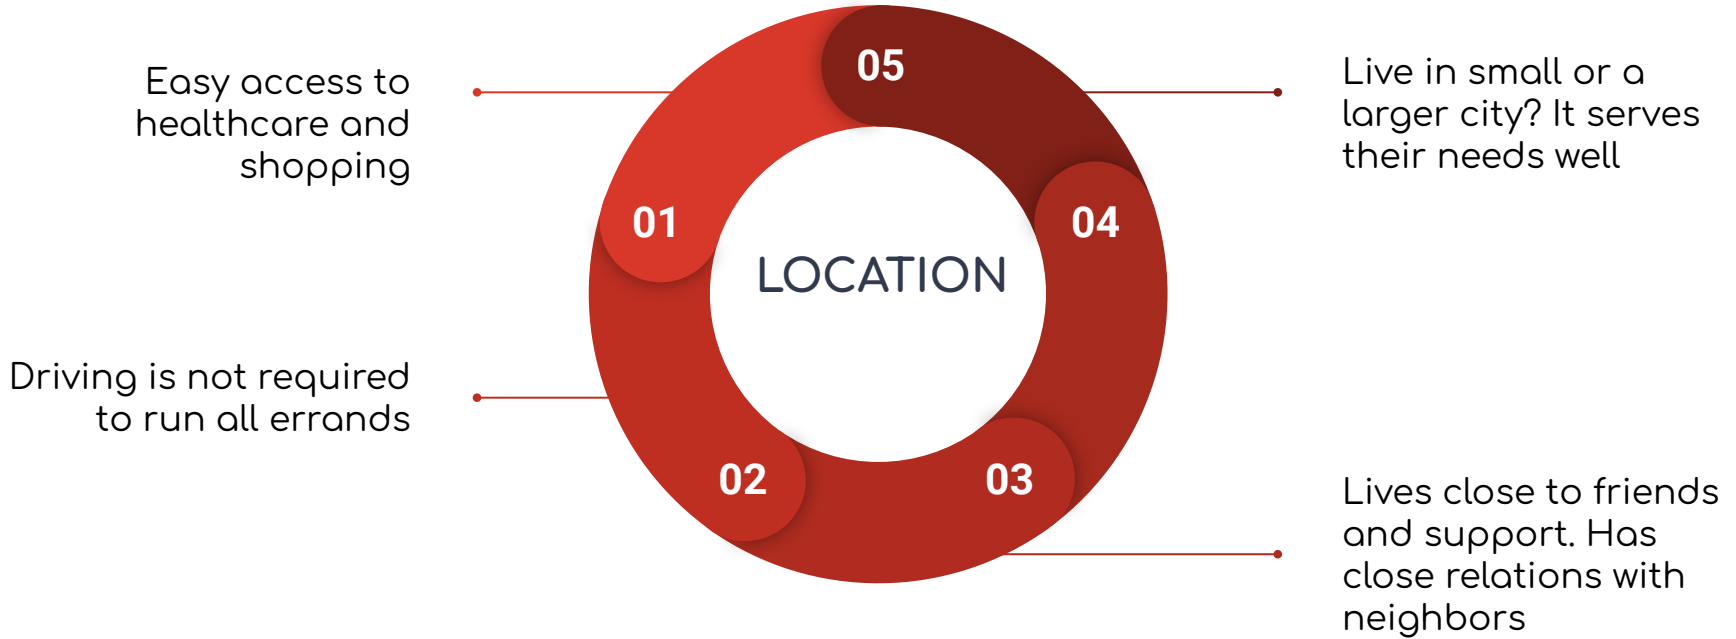 Easy access to
healthcare and
shopping
Driving is not required
to run all errands
01
02
03
04
05
LOCATION
Live in small or a
larger city? It serves
their needs well
Lives close to friends
and support. Has
close relations with
neighbors